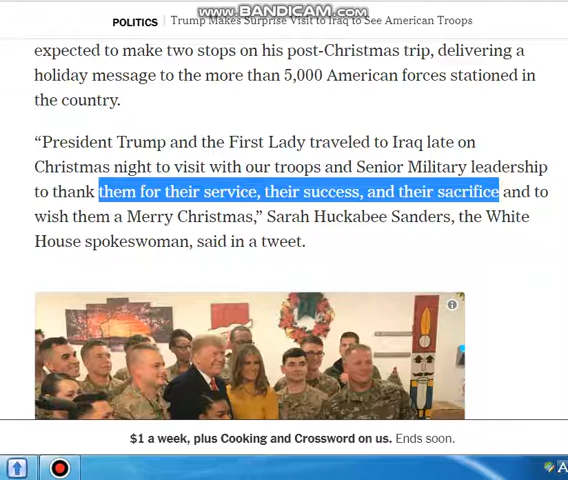 www.BANDICAM.com
POLITICS Trump Makes Surprise Visit to Iraq to See American Troops
expected to make two stops on his post-Christmas trip, delivering a
holiday message to the more than 5,000 American forces stationed in
the country.
“President Trump and the First Lady traveled to Iraq late on
Christmas night to visit with our troops and Senior Military leadership
to thank them for their service, their success, and their sacrifice and to
wish them a Merry Christmas,” Sarah Huckabee Sanders, the White
House spokeswoman, said in a tweet.
$1 a week, plus Cooking and Crossword on us. Ends soon.